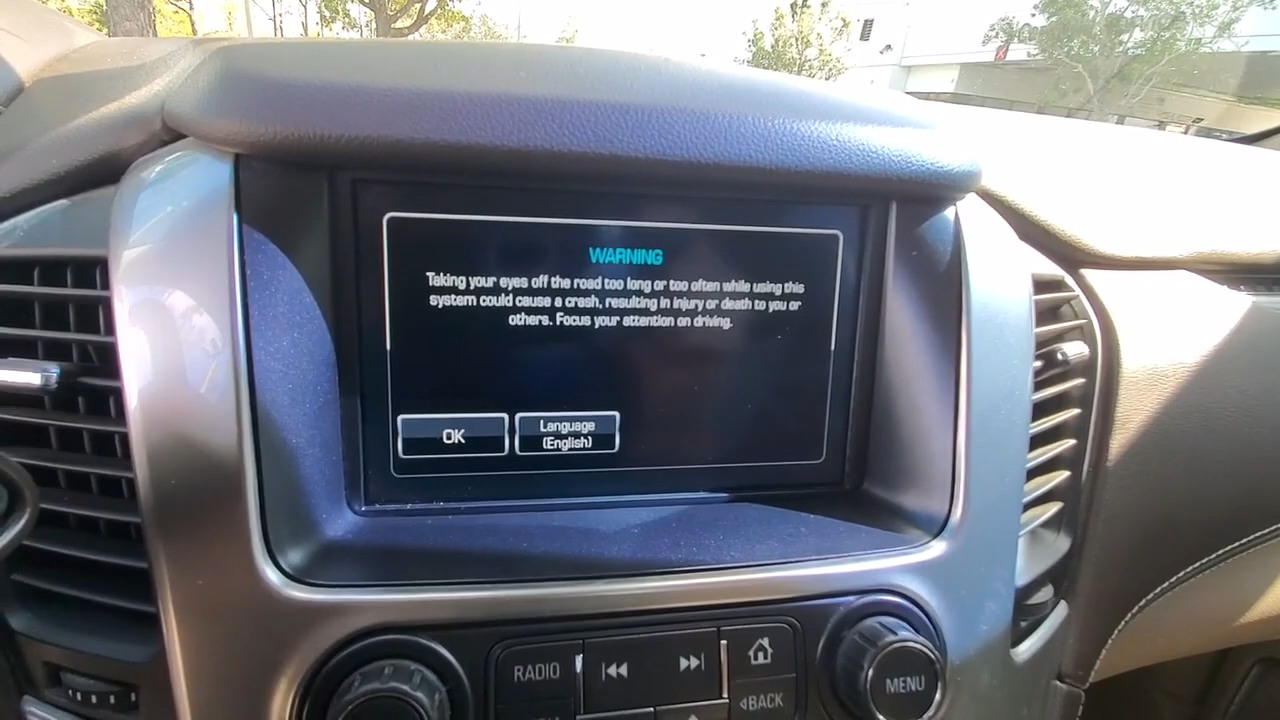 WARNING
Taking your eyes off the road too long or too often while using this
system could cause a crash, resulting in injury or death to you or
others. Focus your attention on driving.
OK
Language
(English)
RADIO
BACK
MENU